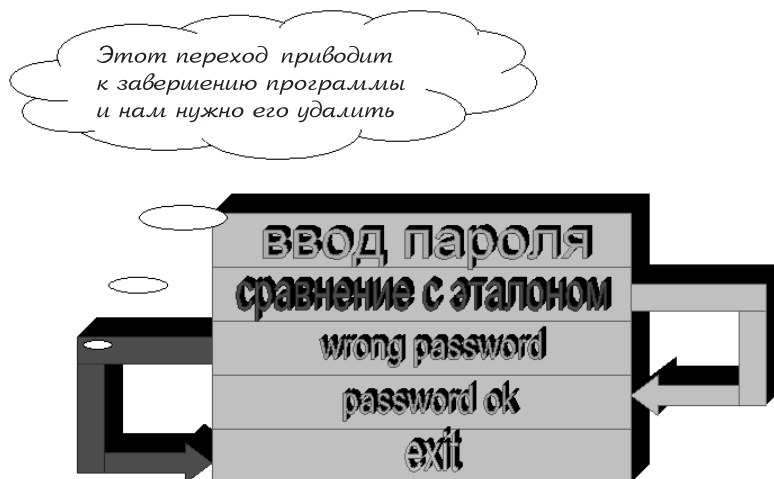 Этот переход приводит
к завершению программы
и нам нужно его удалить
ввод пароля
сравнение с эталоном
wrong password
password ok
exit